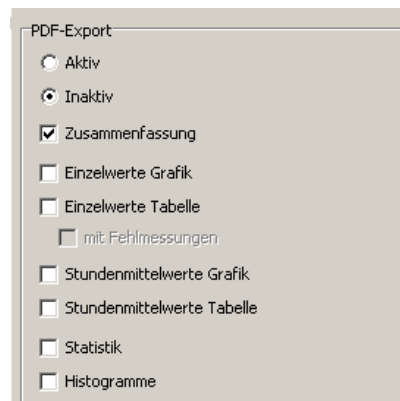 PDF-Export
Aktiv
Inaktiv
Zusammenfassung
Einzelwerte Grafik
Einzelwerte Tabelle
mit Fehlmessungen
Stundenmittelwerte Grafik
Stundenmittelwerte Tabelle
Statistik
Histogramme